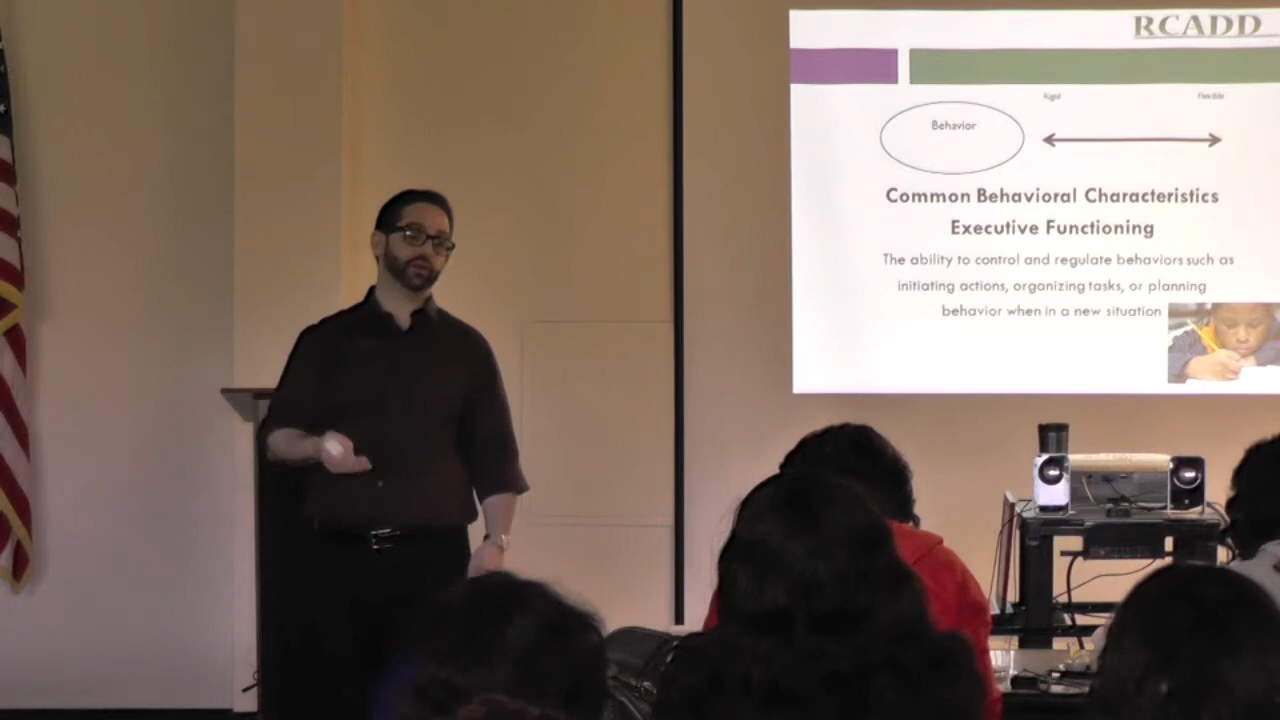 RCADD
Rigid
Flexible
Behavior
Common Behavioral Characteristics
Executive Functioning
The ability to control and regulate behaviors such as
initiating actions, organizing tasks, or planning
behavior when in a new situation